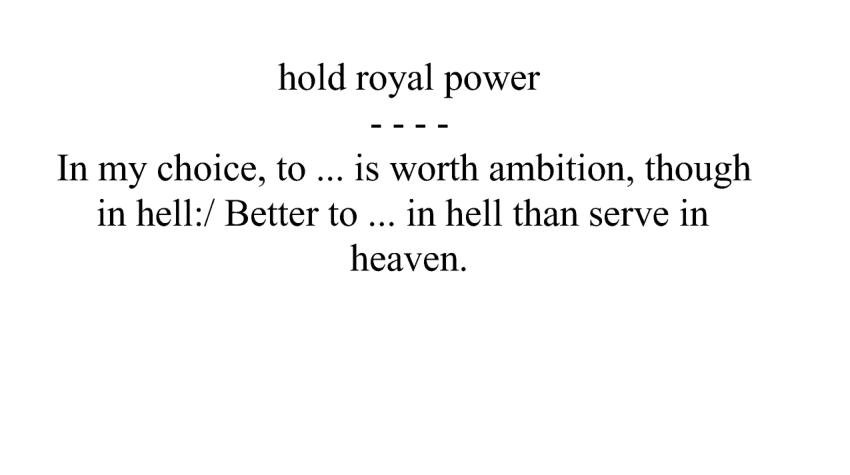 hold royal power
- - - -
In my choice, to ... is worth ambition, though
in hell:/ Better to ... in hell than serve in
heaven.